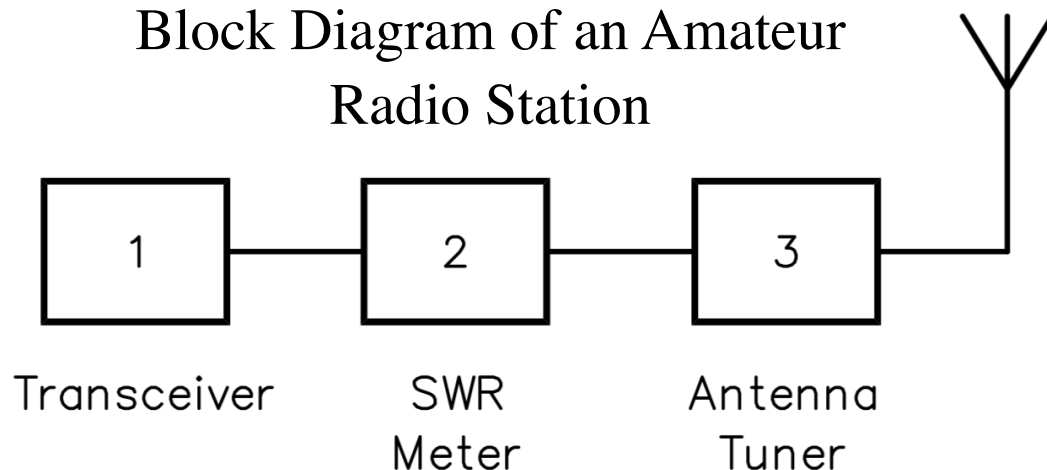 Block Diagram of an Amateur
Radio Station
1
2
3
Transceiver
SWR
Meter
Antenna
Tuner